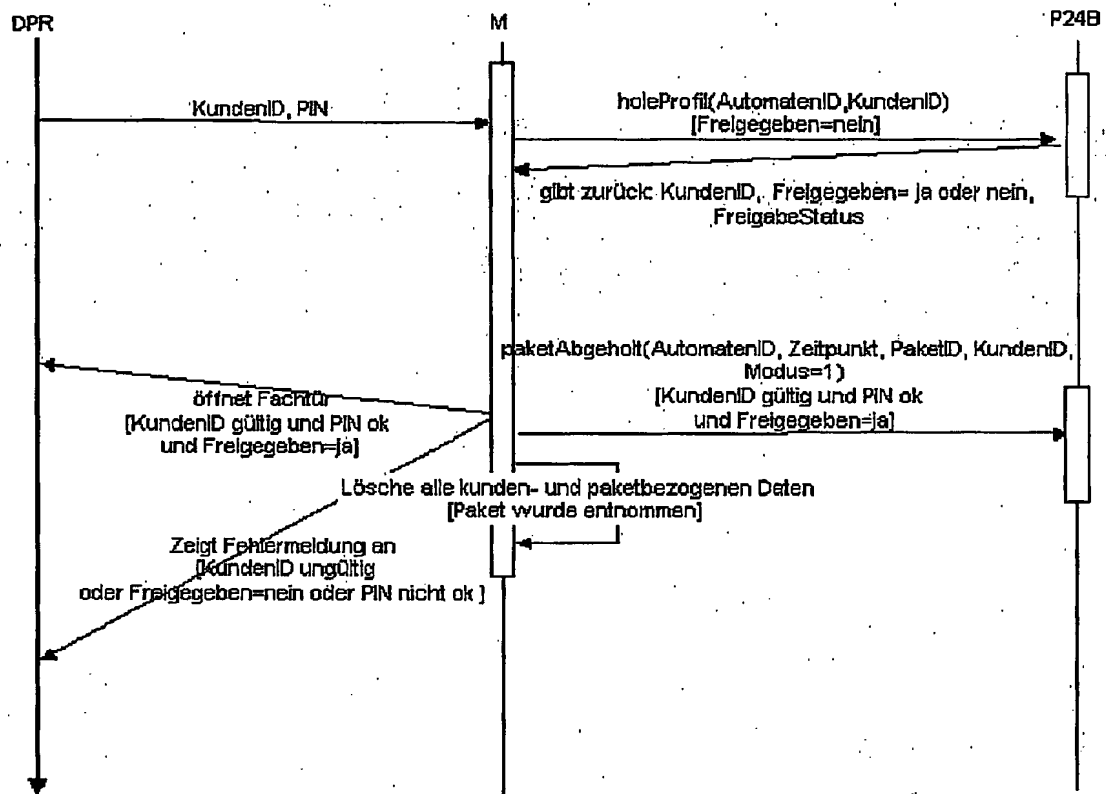 DPR
M
P24B
KundenID, PIN
holeProfil(AutomatenID,KundenID)
[Freigegeben=nein]
gibt zurück: KundenID, Freigegeben= ja oder nein,
FreigabeStatus
paketAbgeholt(AutomatenID, Zeitpunkt, PaketID, KundenID,
Modus=1)
[KundenID gültig und PIN ok
und Freigegeben=ja]
öffnet Fachtür
[KundenID gültig und PIN ok
und Freigegeben=ja]
Lösche alle kunden- und paketbezogenen Daten
[Paket wurde entnommen]
Zeigt Fehlermeldung an
[KundenID ungültig
oder Freigegeben=nein oder PIN nicht ok ]